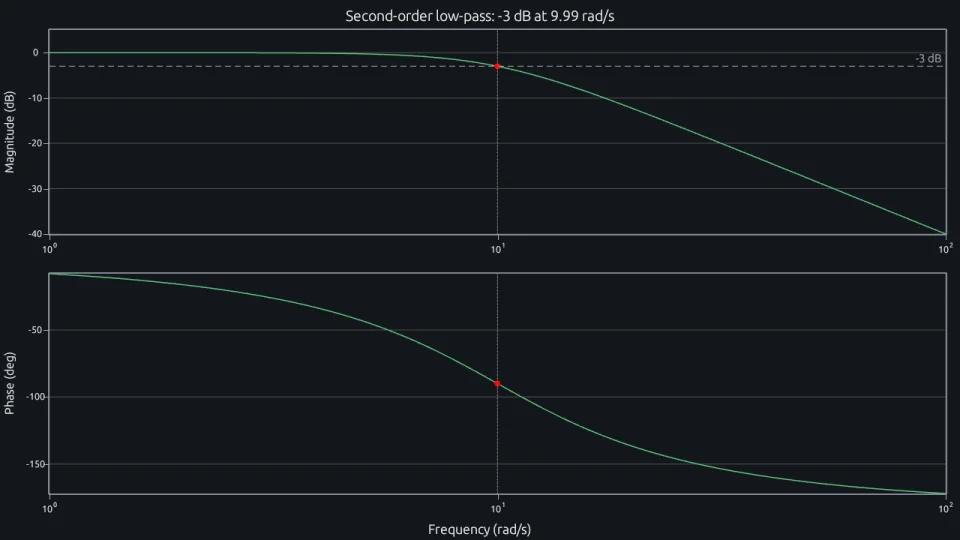 Second-order low-pass: -3 dB at 9.99 rad/s
0
-3 dB
-10
-20
-30
-40
Magnitude (dB)
10⁰
10¹
10²
-50
-100
-150
Phase (deg)
10⁰
10¹
10²
Frequency (rad/s)